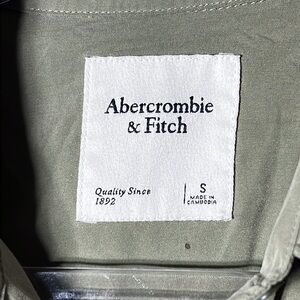 Abercrombie
& Fitch
Quality Since
1892
S
MADE IN
CAMBODIA